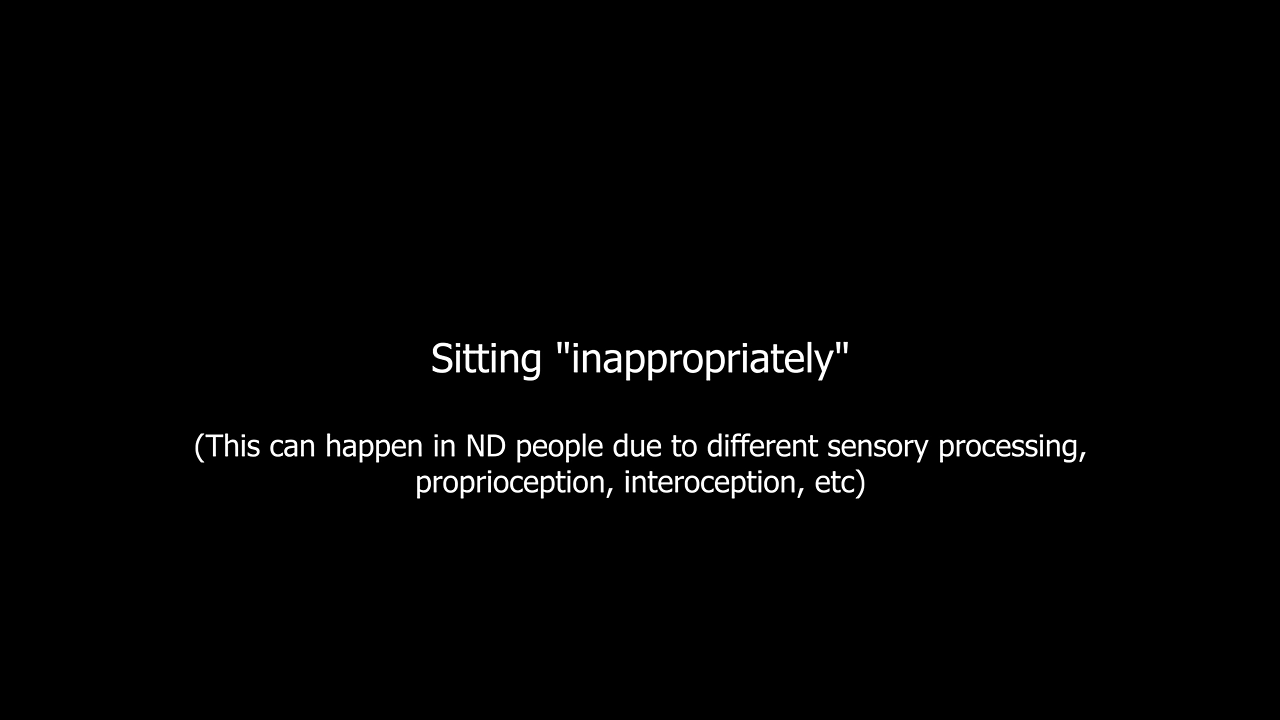 Sitting "inappropriately"
(This can happen in ND people due to different sensory processing,
proprioception, interoception, etc)